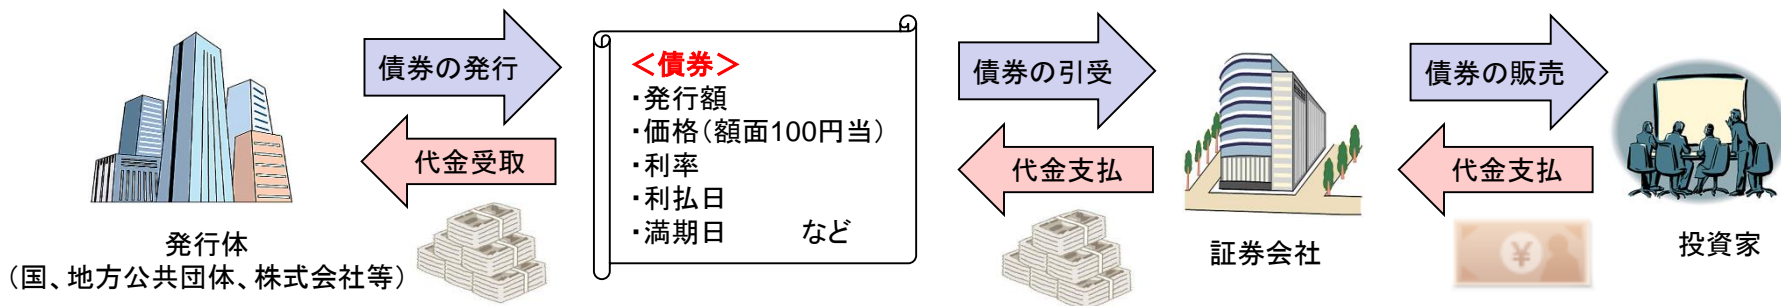 債券の発行
代金受取
発行体
（国、地方公共団体、株式会社等）
＜債券＞
・発行額
・価格（額面100円当）
・利率
・利払日
・満期日　　　など
債券の引受
代金支払
証券会社
債券の販売
代金支払
¥
投資家